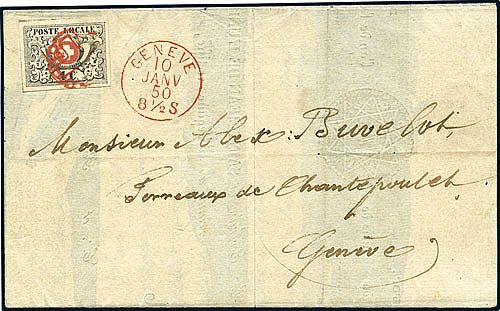 POSTE LOCALE
GENEVE
10
JANV
50
8½S
Monsieur Alex: Buvelot,
Terreaux de Chantepoulet
Genève